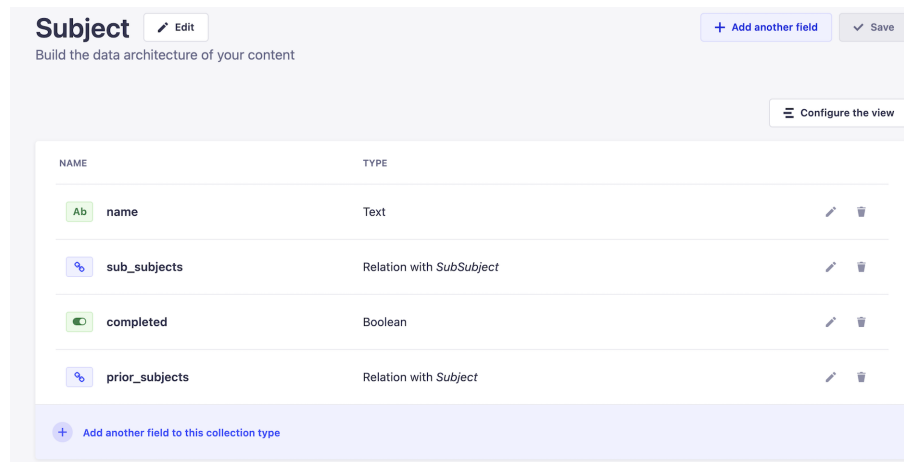 Subject Edit + Add another field Save
Build the data architecture of your content
Configure the view
NAME TYPE
Ab name Text
sub_subjects Relation with SubSubject
completed Boolean
prior_subjects Relation with Subject
+ Add another field to this collection type